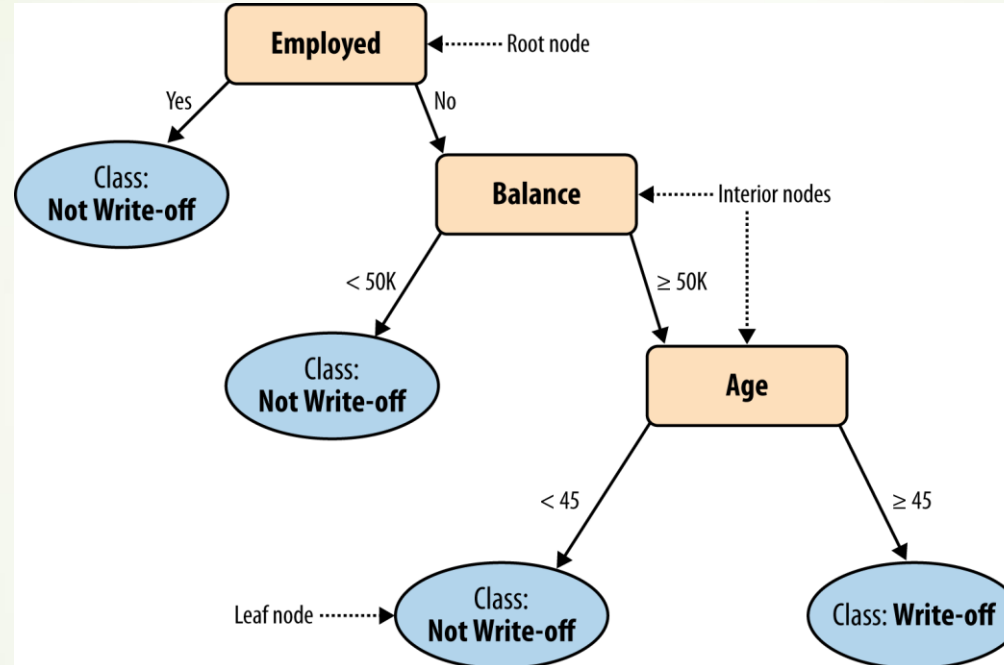 Employed
Root node
Yes
No
Class:
Not Write-off
Balance
Interior nodes
< 50K
≥ 50K
Class:
Not Write-off
Age
< 45
≥ 45
Leaf node
Class:
Not Write-off
Class: Write-off